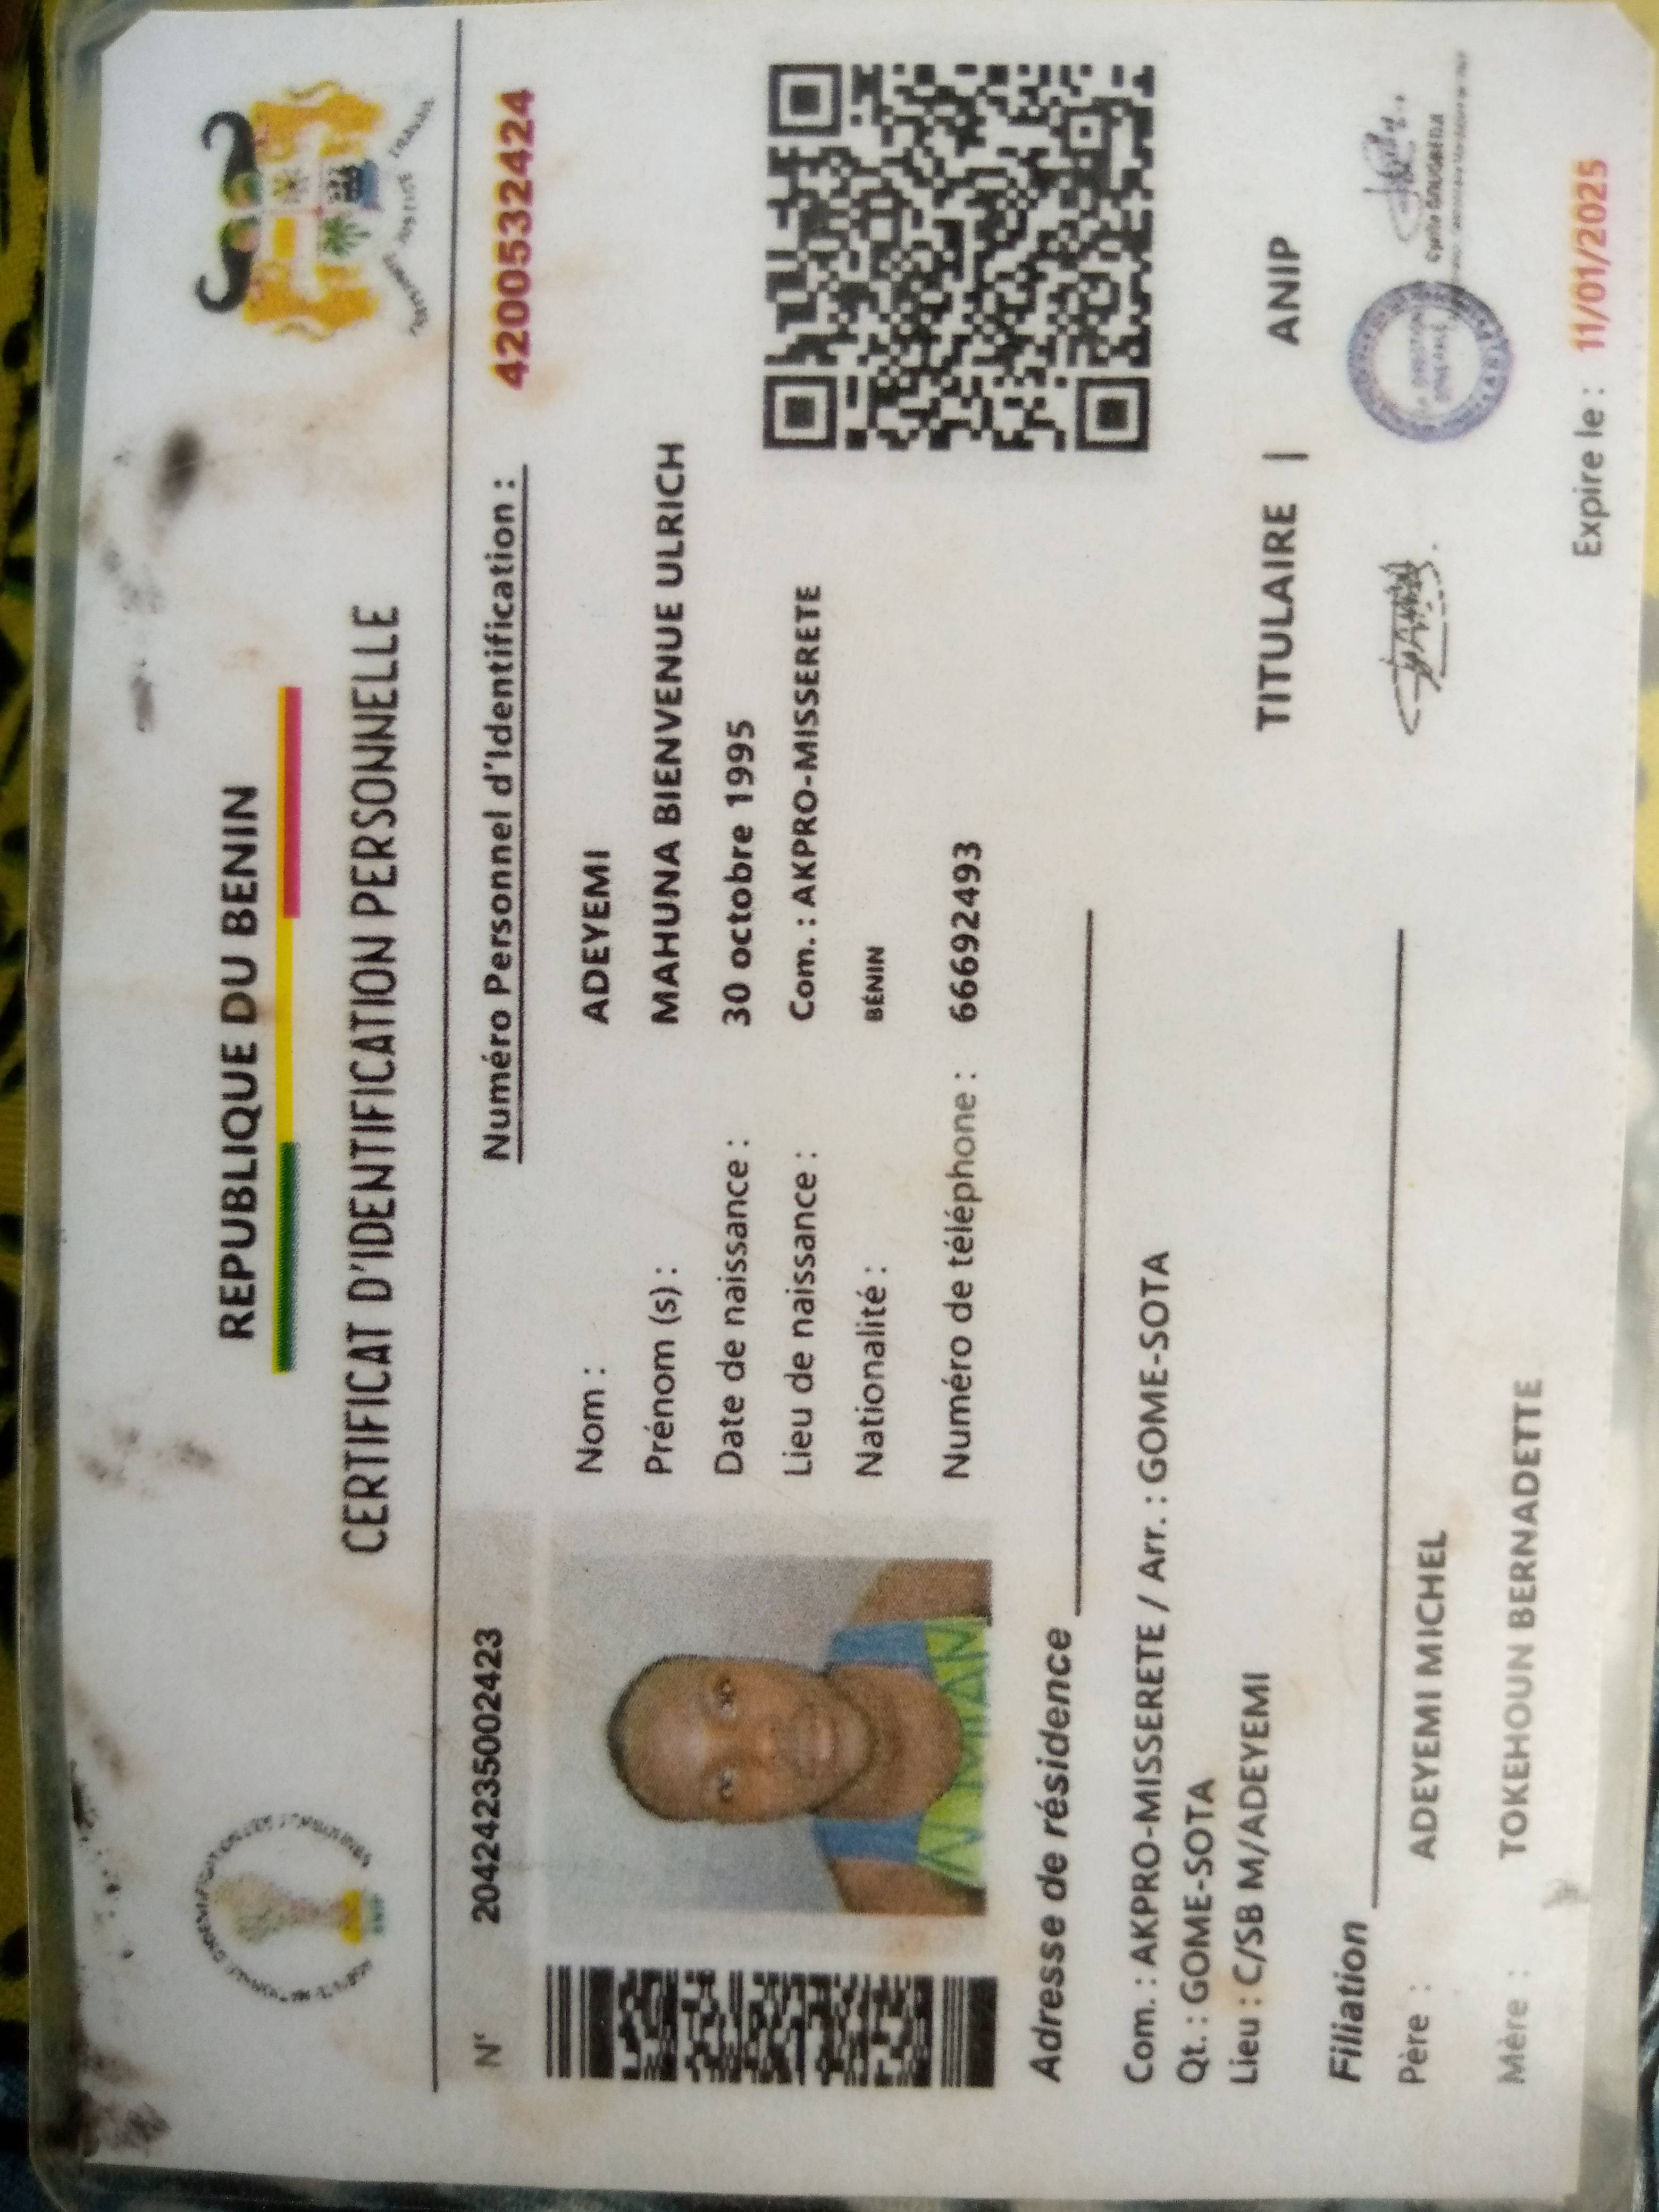 REPUBLIQUE DU BENIN
CERTIFICAT D'IDENTIFICATION PERSONNELLE
N° 20424235002423
Numéro Personnel d'Identification : 4200532424
Nom : ADEYEMI
Prénom (s) : MAHUNA BIENVENUE ULRICH
Date de naissance : 30 octobre 1995
Lieu de naissance : Com. : AKPRO-MISSERETE
Nationalité : BÉNIN
Numéro de téléphone : 66692493
Adresse de résidence
Com. : AKPRO-MISSERETE / Arr. : GOME-SOTA
Qt. : GOME-SOTA
Lieu : C/SB M/ADEYEMI
TITULAIRE | ANIP
Filiation
Père : ADEYEMI MICHEL
Mère : TOKEHOUN BERNADETTE
Expire le : 11/01/2025